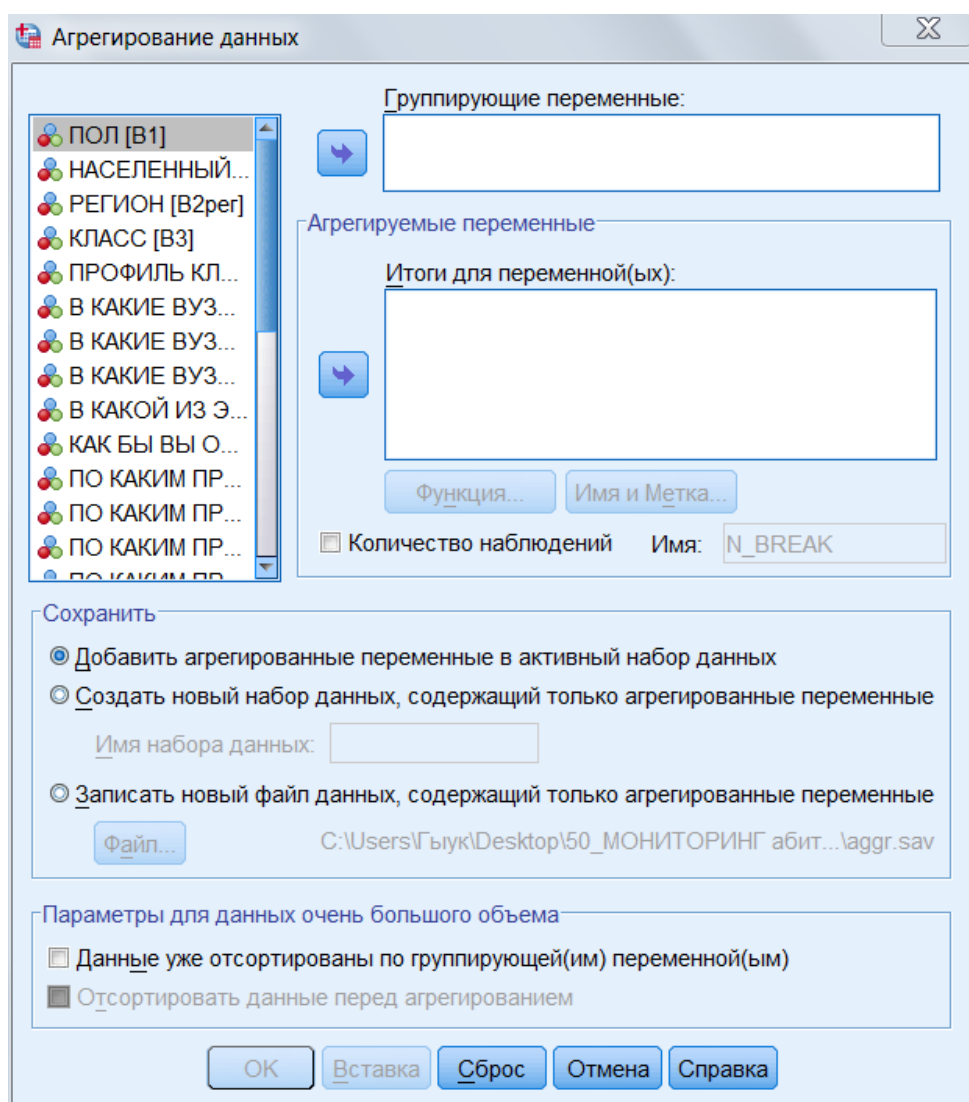 Агрегирование данных
Группирующие переменные:
ПОЛ [B1]
НАСЕЛЕННЫЙ...
РЕГИОН [B2рег]
КЛАСС [B3]
ПРОФИЛЬ КЛ...
В КАКИЕ ВУЗ...
В КАКИЕ ВУЗ...
В КАКИЕ ВУЗ...
В КАКОЙ ИЗ Э...
КАК БЫ ВЫ О...
ПО КАКИМ ПР...
ПО КАКИМ ПР...
ПО КАКИМ ПР...
ПО КАКИМ ПР...
Агрегируемые переменные
Итоги для переменной(ых):
Функция... Имя и Метка...
Количество наблюдений Имя: N_BREAK
Сохранить
Добавить агрегированные переменные в активный набор данных
Создать новый набор данных, содержащий только агрегированные переменные
Имя набора данных:
Записать новый файл данных, содержащий только агрегированные переменные
Файл... C:\Users\Гыук\Desktop\50_МОНИТОРИНГ абит...\aggr.sav
Параметры для данных очень большого объема
Данные уже отсортированы по группирующей(им) переменной(ым)
Отсортировать данные перед агрегированием
OK Вставка Сброс Отмена Справка